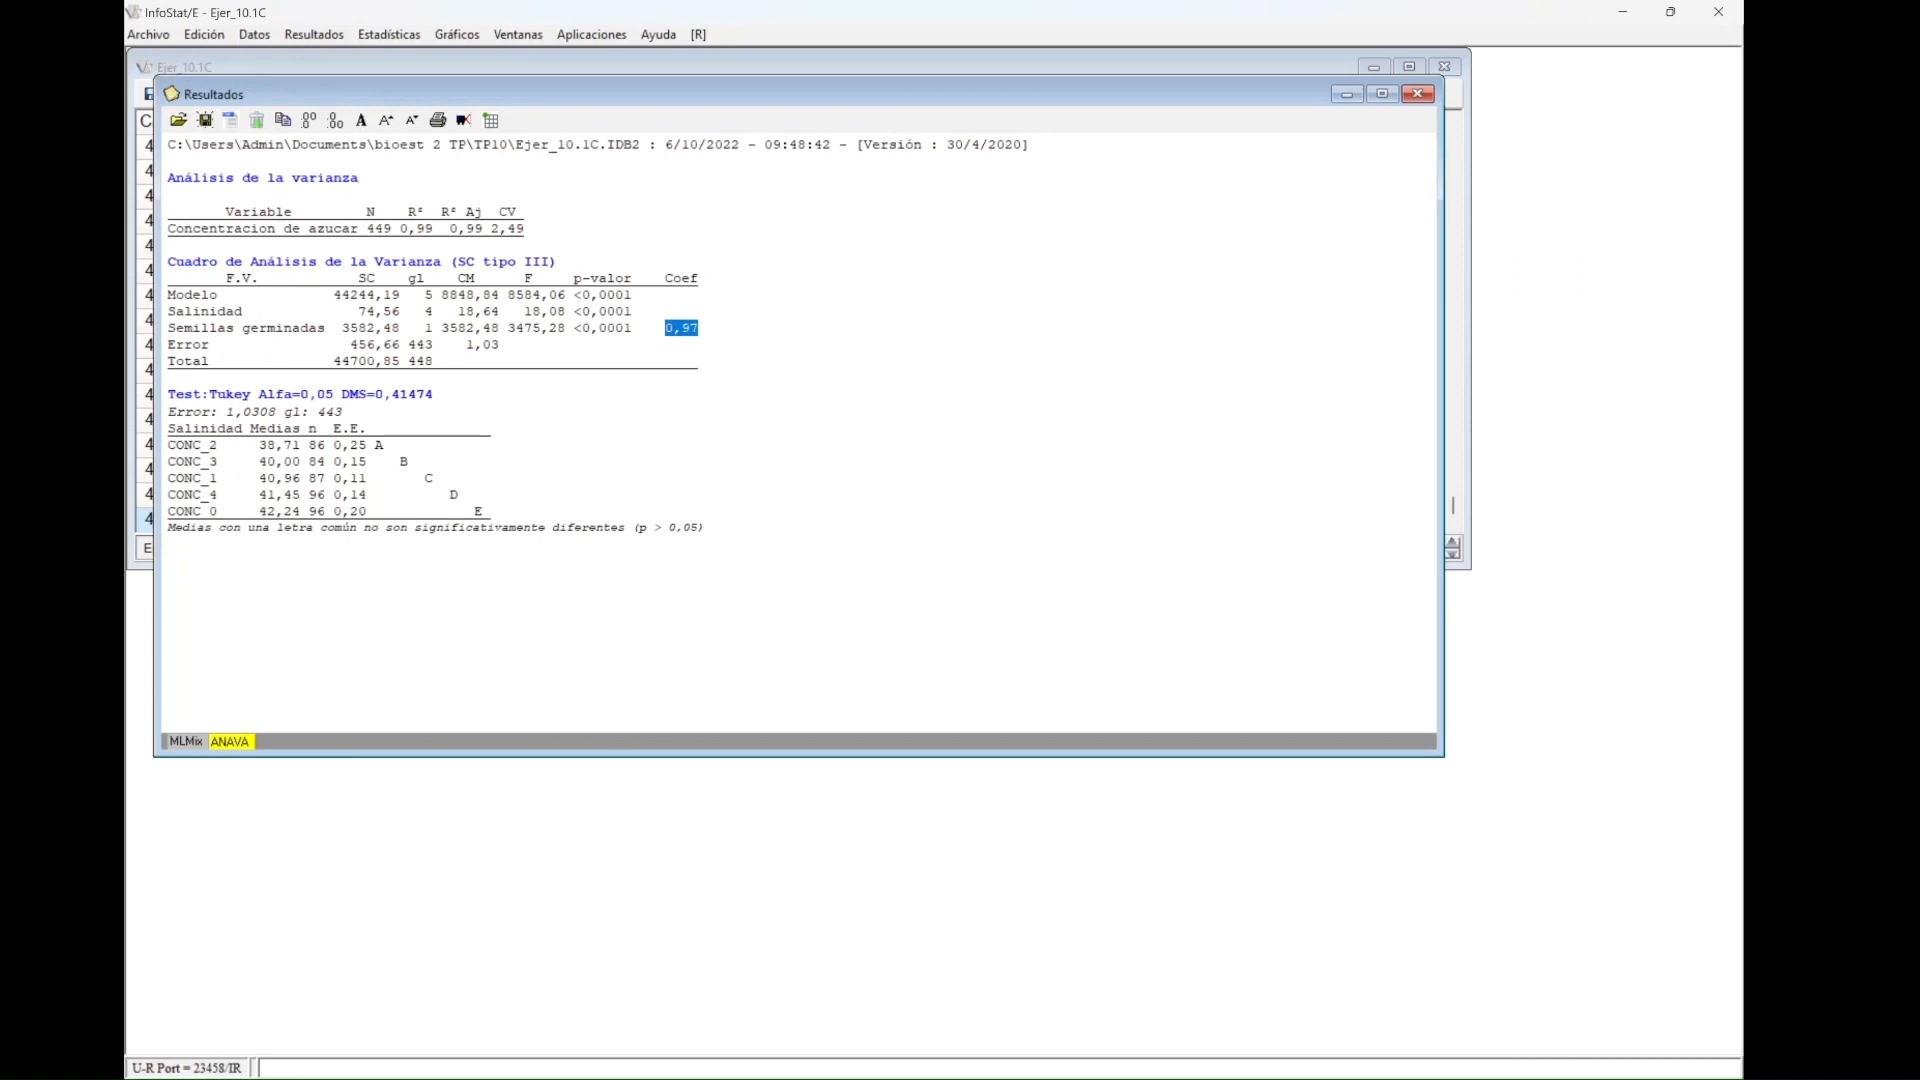 InfoStat/E - Ejer_10.1C
Archivo Edición Datos Resultados Estadísticas Gráficos Ventanas Aplicaciones Ayuda [R]
Ejer_10.1C
Resultados
C:\Users\Admin\Documents\bioest 2 TP\TP10\Ejer_10.1C.IDB2 : 6/10/2022 - 09:48:42 - [Versión : 30/4/2020]
Análisis de la varianza
Variable N R² R² Aj CV
Concentracion de azucar 449 0,99 0,99 2,49
Cuadro de Análisis de la Varianza (SC tipo III)
F.V. SC gl CM F p-valor Coef
Modelo 44244,19 5 8848,84 8584,06 <0,0001
Salinidad 74,56 4 18,64 18,08 <0,0001
Semillas germinadas 3582,48 1 3582,48 3475,28 <0,0001 0,97
Error 456,66 443 1,03
Total 44700,85 448
Test:Tukey Alfa=0,05 DMS=0,41474
Error: 1,0308 gl: 443
Salinidad Medias n E.E.
CONC_2 38,71 86 0,25 A
CONC_3 40,00 84 0,15 B
CONC_1 40,96 87 0,11 C
CONC_4 41,45 96 0,14 D
CONC_0 42,24 96 0,20 E
Medias con una letra común no son significativamente diferentes (p > 0,05)
MLMix ANAVA
U-R Port = 23458/IR